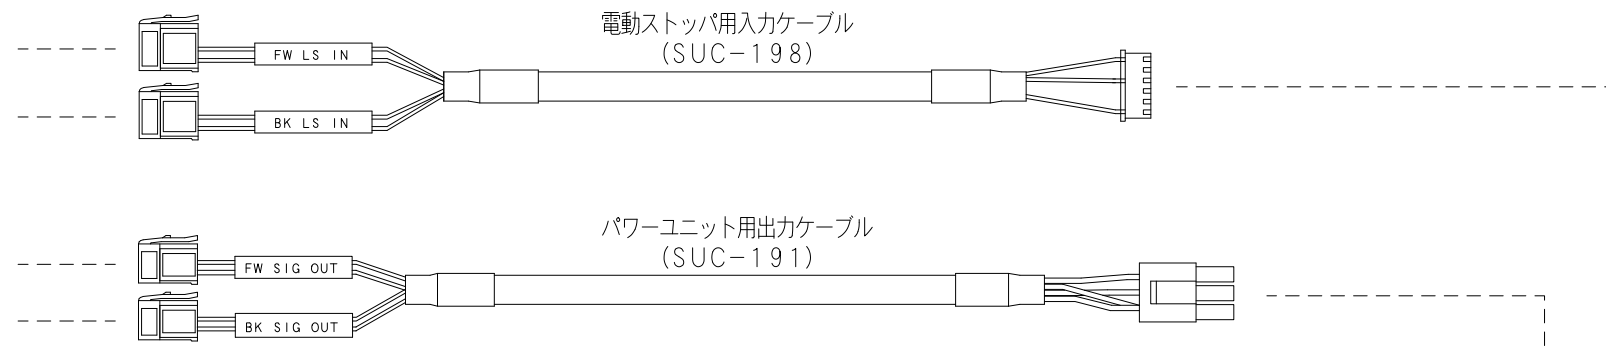 電動ストッパ用入力ケーブル
(SUC-198)
FW LS IN
BK LS IN
パワーユニット用出力ケーブル
(SUC-191)
FW SIG OUT
BK SIG OUT